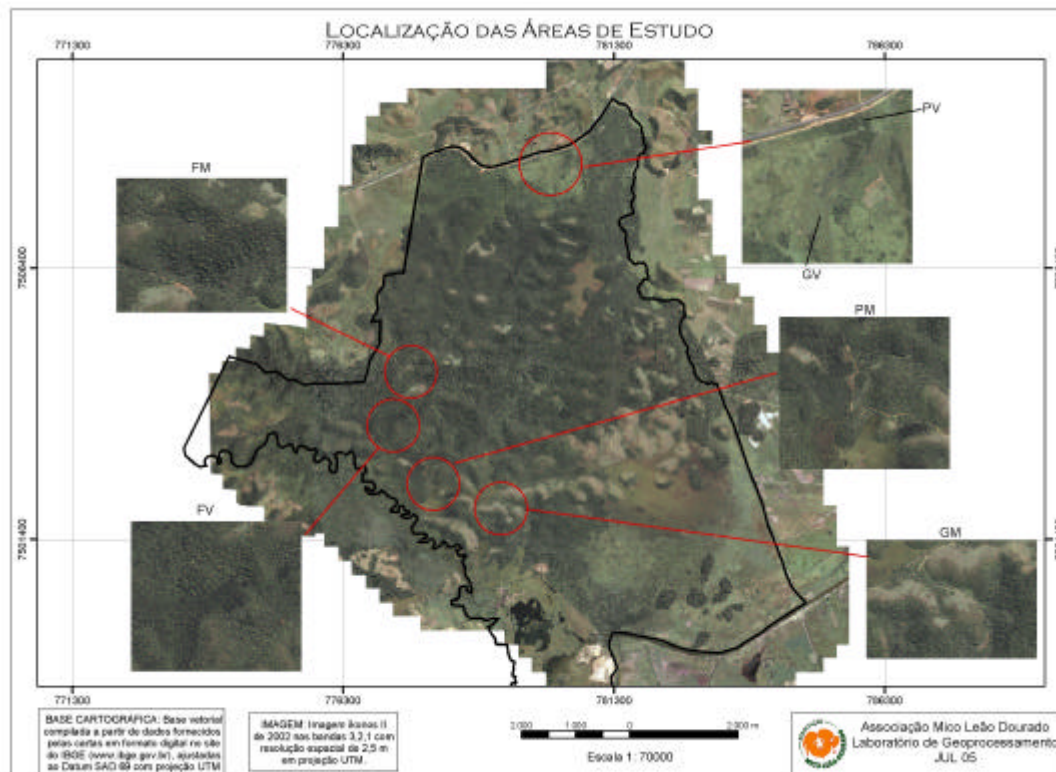 LOCALIZAÇÃO DAS ÁREAS DE ESTUDO
771300 776300 781300 786300
PV
FM
GV
7506400
PM
FV
GM
7501400
771300 776300 781300 786300
BASE CARTOGRÁFICA: Base vetorial
compilada a partir de dados fornecidos
pelas cartas em formato digital no site
do IBGE (www.ibge.gov.br), ajustadas
ao Datum SAD 69 com projeção UTM
IMAGEM: Imagem Ikonos II
de 2002 nas bandas 3,2,1 com
resolução espacial de 2,5 m
em projeção UTM.
2.000 1.000 0 2.000 m
Escala 1: 70000
Associação Mico Leão Dourado
Laboratório de Geoprocessamento
JUL 05